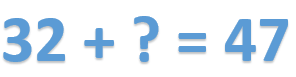 32 + ? = 47